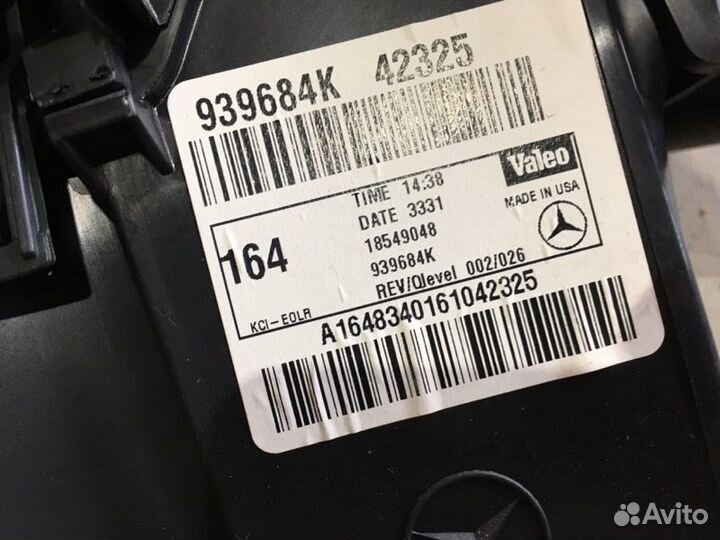 939684K 42325
Valeo
MADE IN USA
164
TIME 14:38
DATE 3331
18549048
939684K
REV/Qlevel 002/026
KCI-EOLR
A1648340161042325
Avito